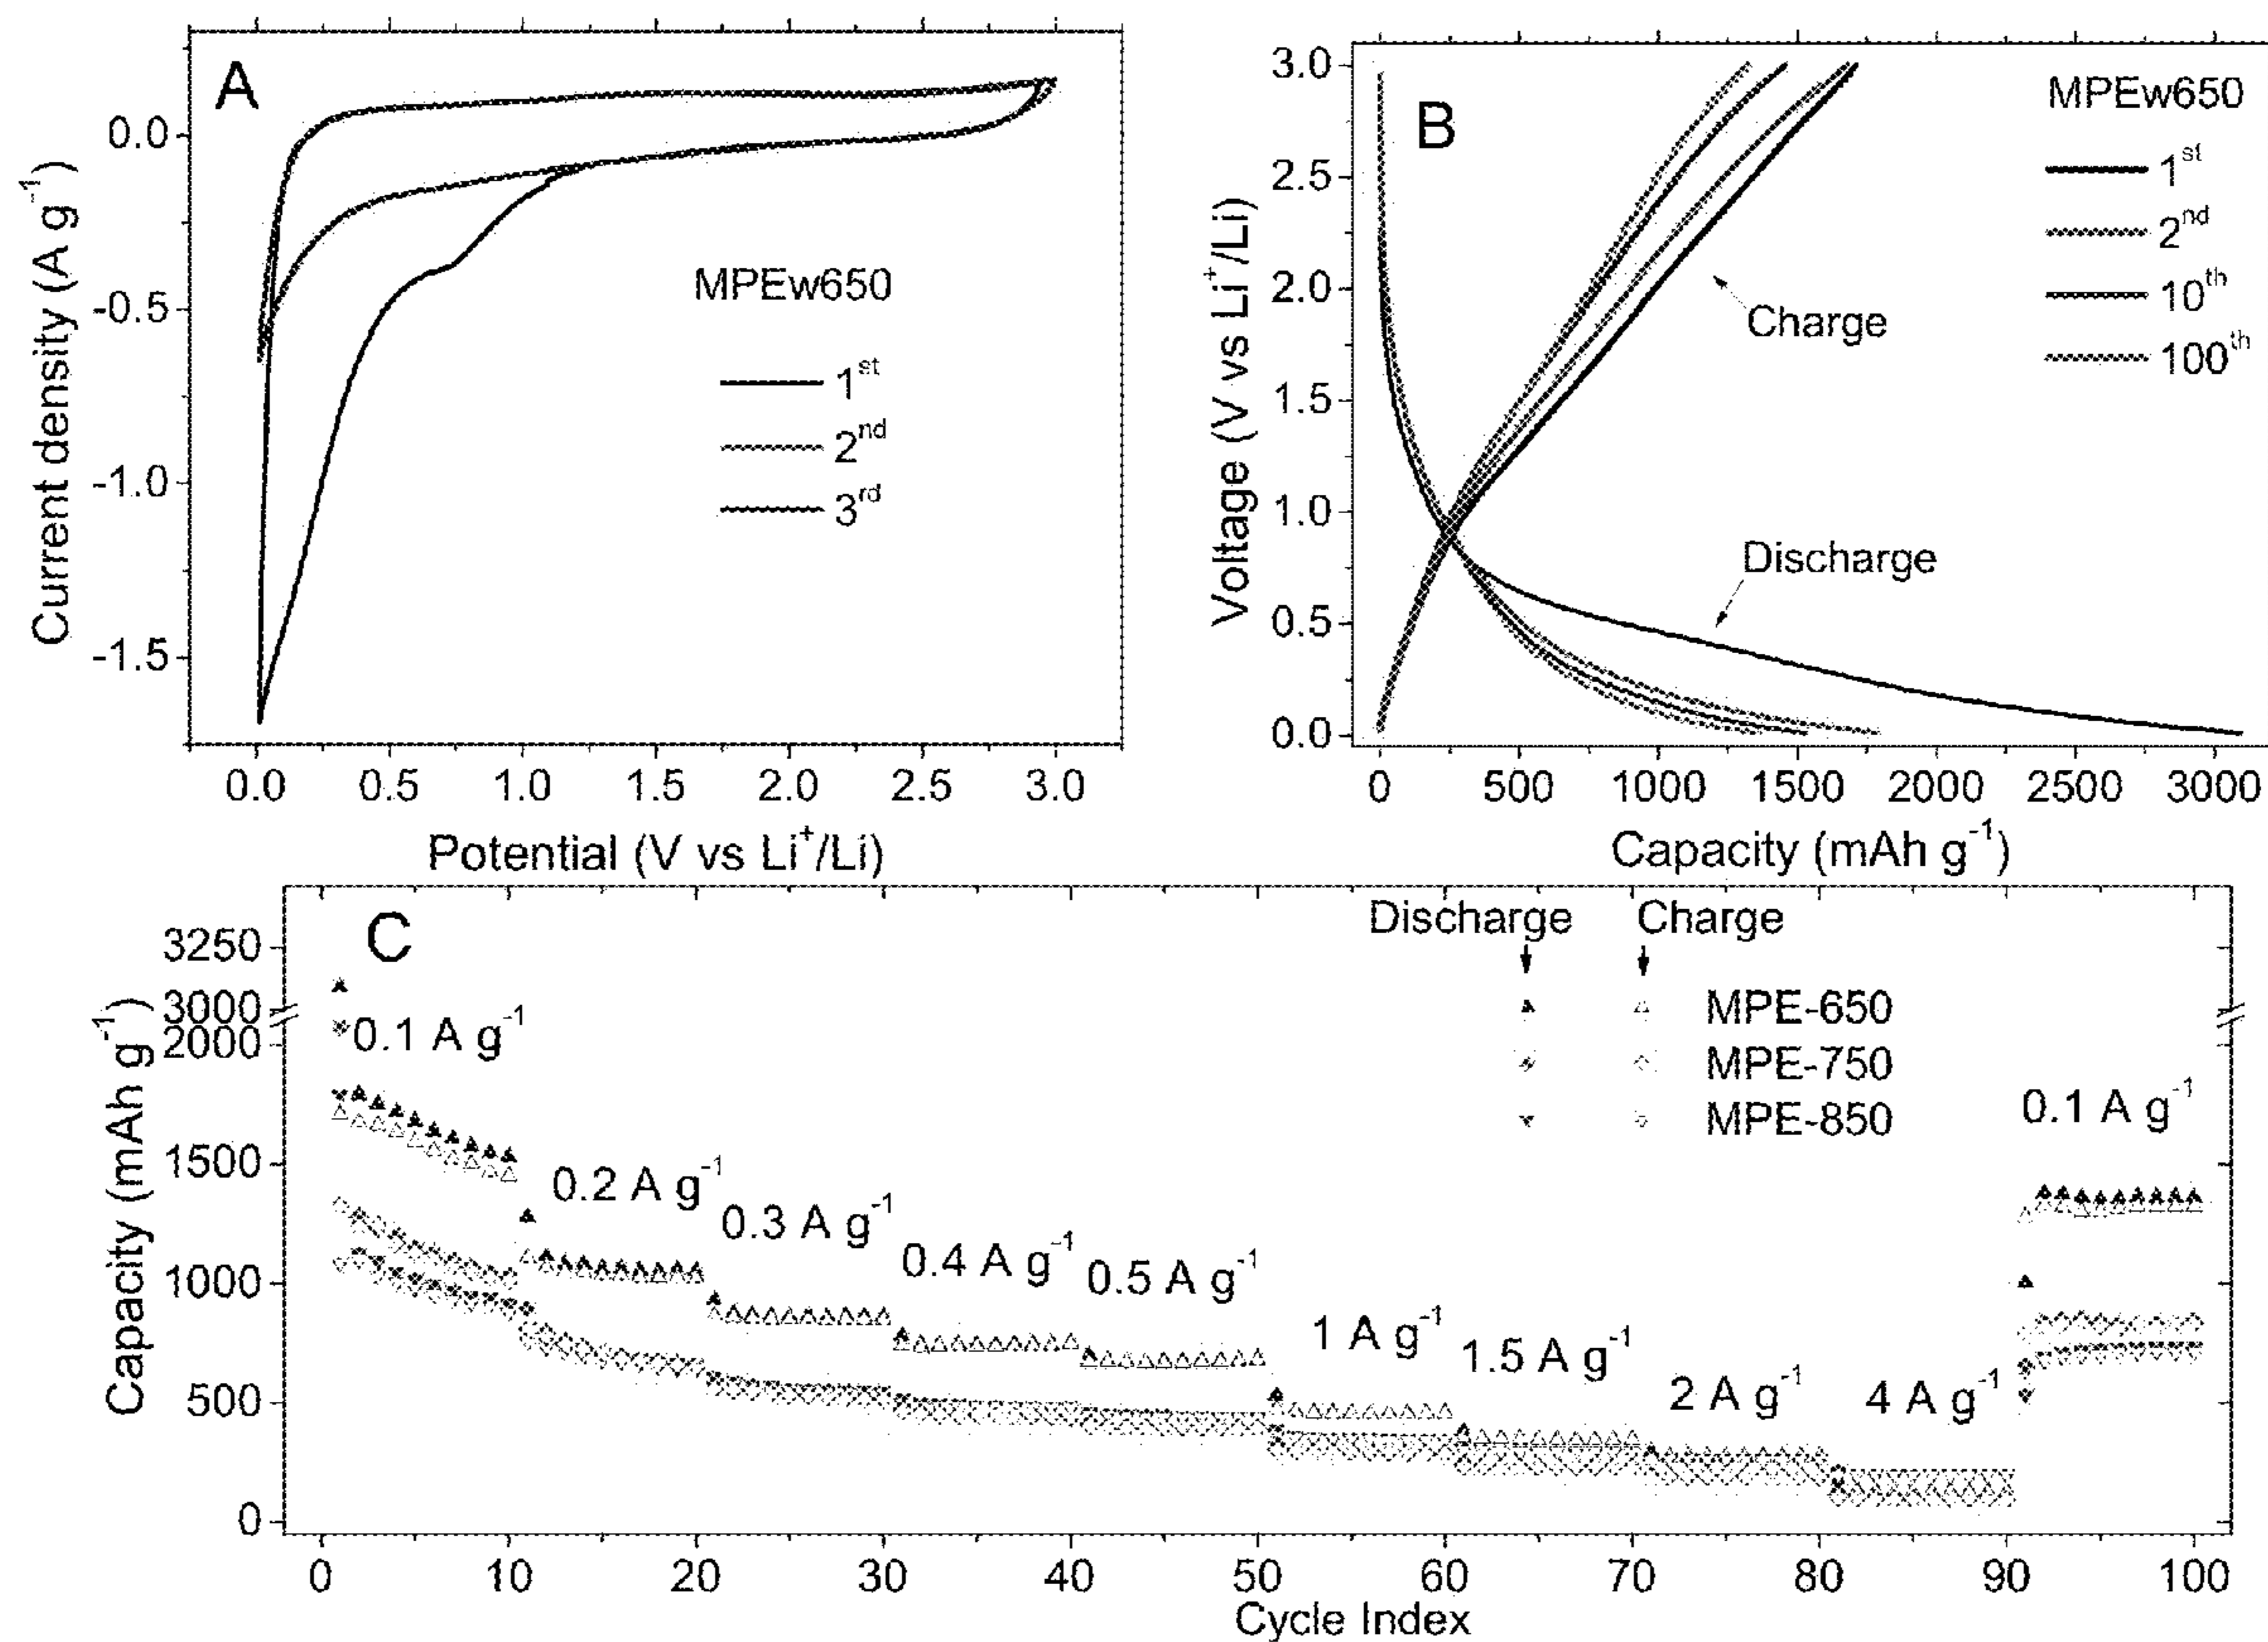 A
Current density (A g⁻¹)
0.0
-0.5
-1.0
-1.5
MPEw650
1ˢᵗ
2ⁿᵈ
3ʳᵈ
0.0 0.5 1.0 1.5 2.0 2.5 3.0
Potential (V vs Li⁺/Li)
B
Voltage (V vs Li⁺/Li)
3.0
2.5
2.0
1.5
1.0
0.5
0.0
MPEw650
1ˢᵗ
2ⁿᵈ
10ᵗʰ
100ᵗʰ
Charge
Discharge
0 500 1000 1500 2000 2500 3000
Capacity (mAh g⁻¹)
C
Capacity (mAh g⁻¹)
3250
3000
2000
1500
1000
500
0
Discharge Charge
MPE-650
MPE-750
MPE-850
0.1 A g⁻¹
0.2 A g⁻¹
0.3 A g⁻¹
0.4 A g⁻¹
0.5 A g⁻¹
1 A g⁻¹
1.5 A g⁻¹
2 A g⁻¹
4 A g⁻¹
0.1 A g⁻¹
0 10 20 30 40 50 60 70 80 90 100
Cycle Index